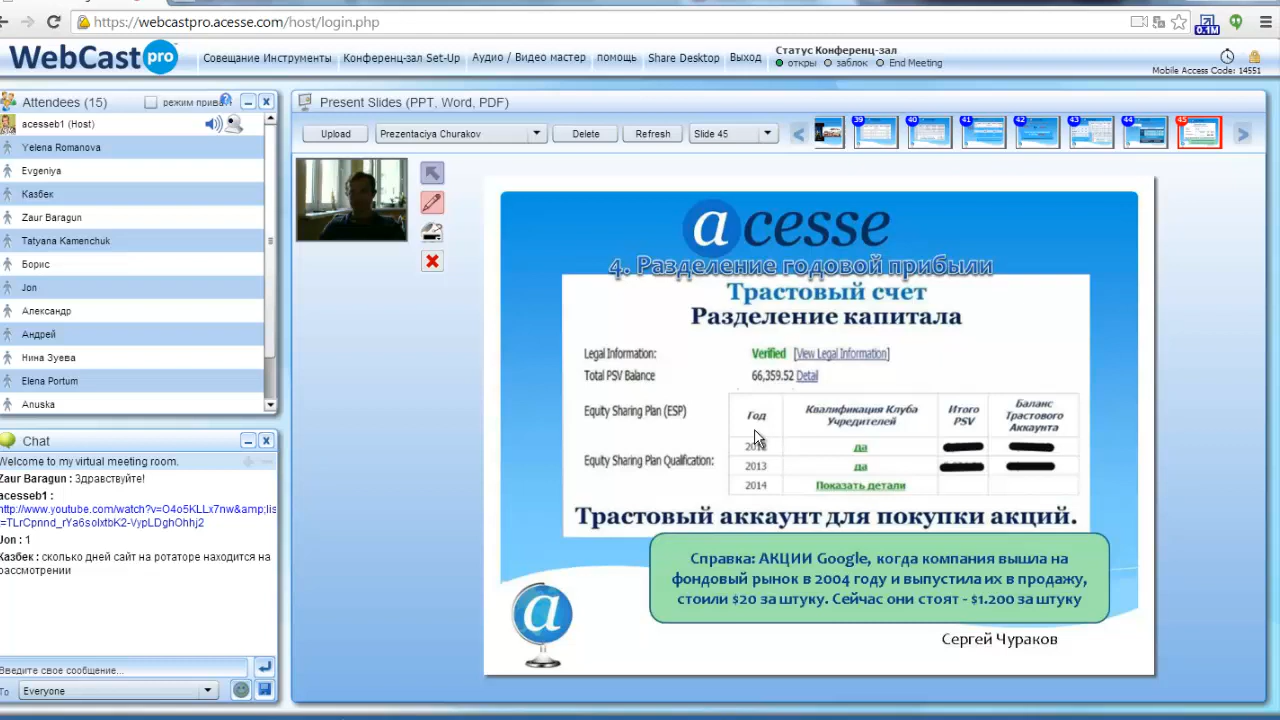 https://webcastpro.acesse.com/host/login.php
0.1M
WebCast pro
Совещание Инструменты
Конференц-зал Set-Up
Аудио / Видео мастер
помощь
Share Desktop
Выход
Статус Конференц-зал
откры
заблок
End Meeting
Mobile Access Code: 14551
Attendees (15)
режим прив
acesseb1 (Host)
Yelena Romanova
Evgeniya
Казбек
Zaur Baragun
Tatyana Kamenchuk
Борис
Jon
Александр
Андрей
Нина Зуева
Elena Portum
Anuska
Chat
Welcome to my virtual meeting room.
Zaur Baragun : Здравствуйте!
acesseb1 :
http://www.youtube.com/watch?v=O4o5KLLx7nw&amp;lis
=TLrCpnnd_rYa6solxtbK2-VypLDghOhhj2
Jon : 1
Казбек : сколько дней сайт на ротаторе находится на
рассмотрении
Введите свое сообщение...
To
Everyone
Present Slides (PPT, Word, PDF)
Upload
Prezentacya Churakov
Delete
Refresh
Slide 45
39
40
41
42
43
44
45
acesse
4. Разделение годовой прибыли
Трастовый счет
Разделение капитала
Legal Information: Verified [View Legal Information]
Total PSV Balance 66,359.52 Detail
Equity Sharing Plan (ESP)
Equity Sharing Plan Qualification:
Год Квалификация Клуба Учредителей Итого PSV Баланс Трастового Аккаунта
2012 да
2013 да
2014 Показать детали
Трастовый аккаунт для покупки акций.
Справка: АКЦИИ Google, когда компания вышла на
фондовый рынок в 2004 году и выпустила их в продажу,
стоили $20 за штуку. Сейчас они стоят - $1.200 за штуку
a
Сергей Чураков